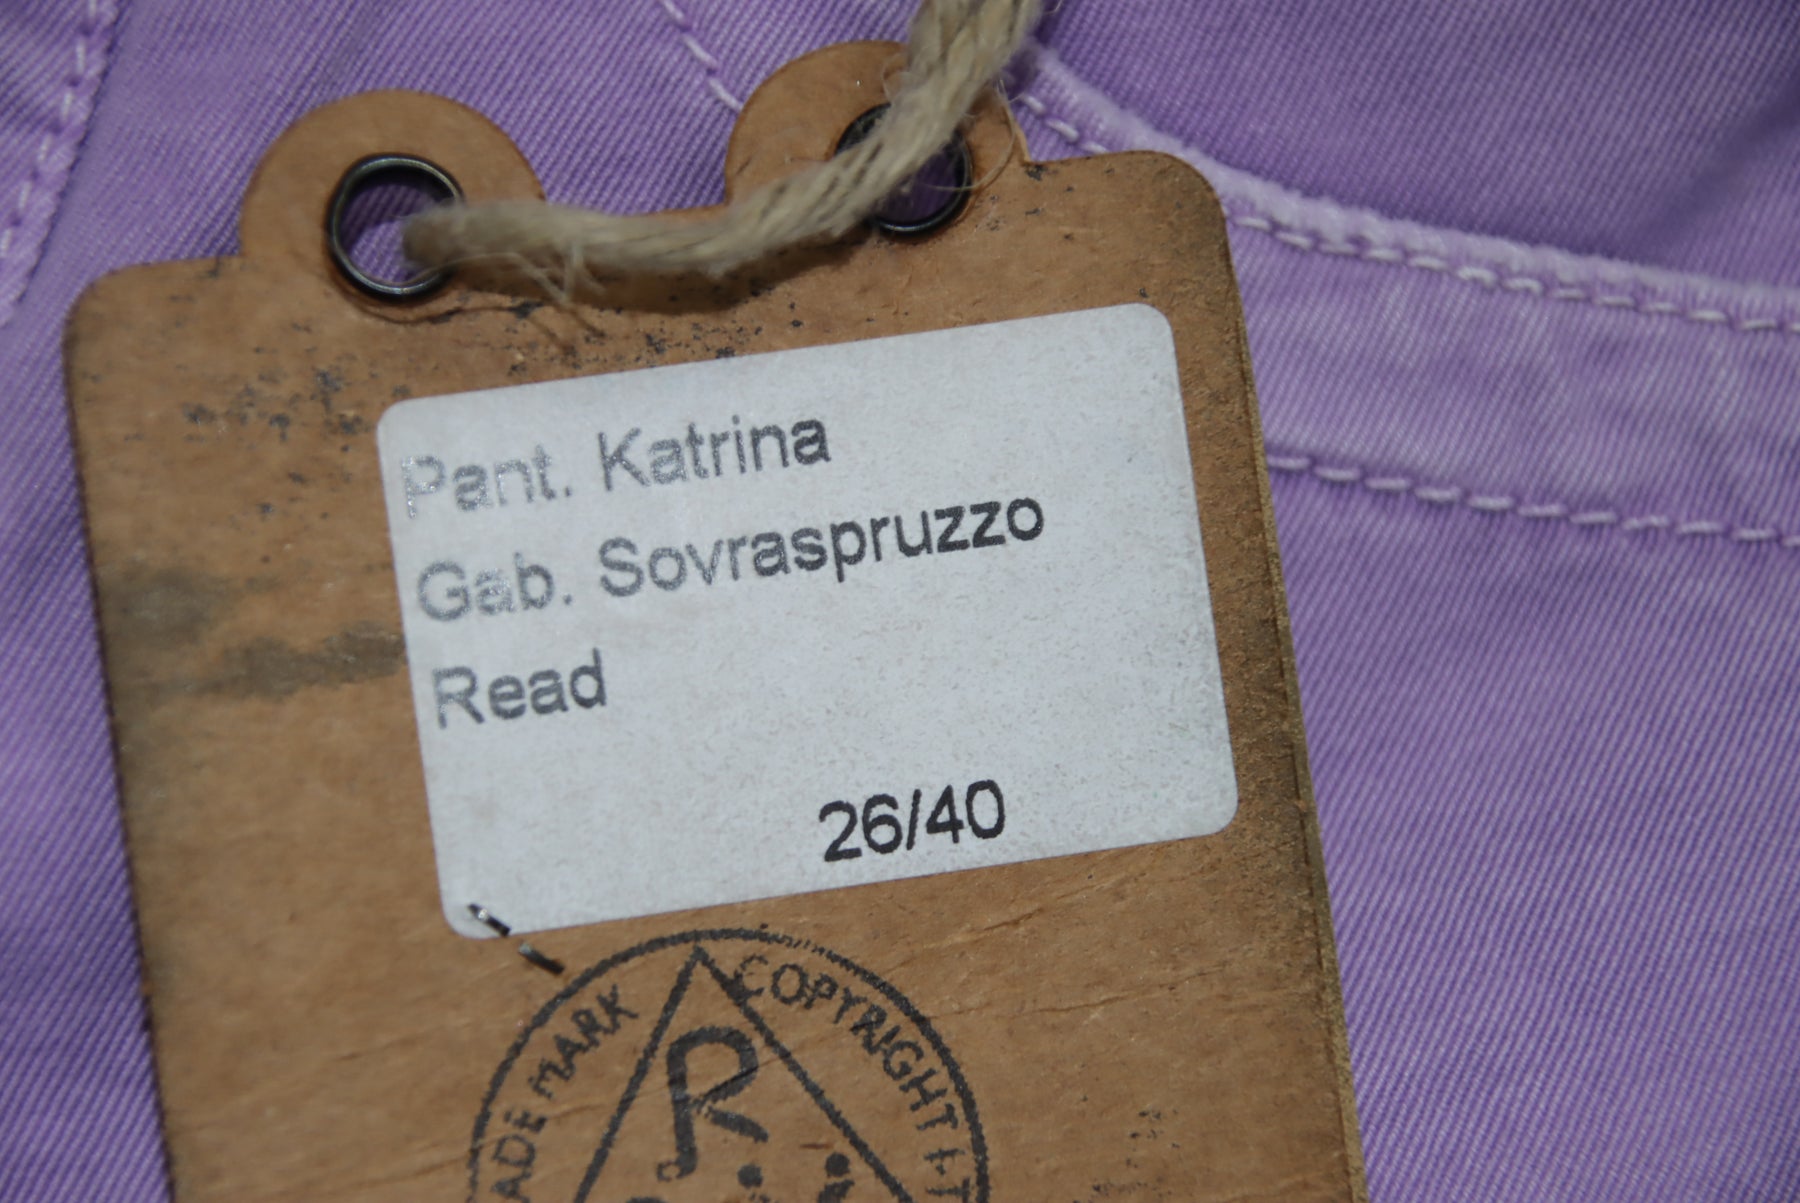 Pant. Katrina
Gab. Sovraspruzzo
Read
26/40
COPYRIGHT
R